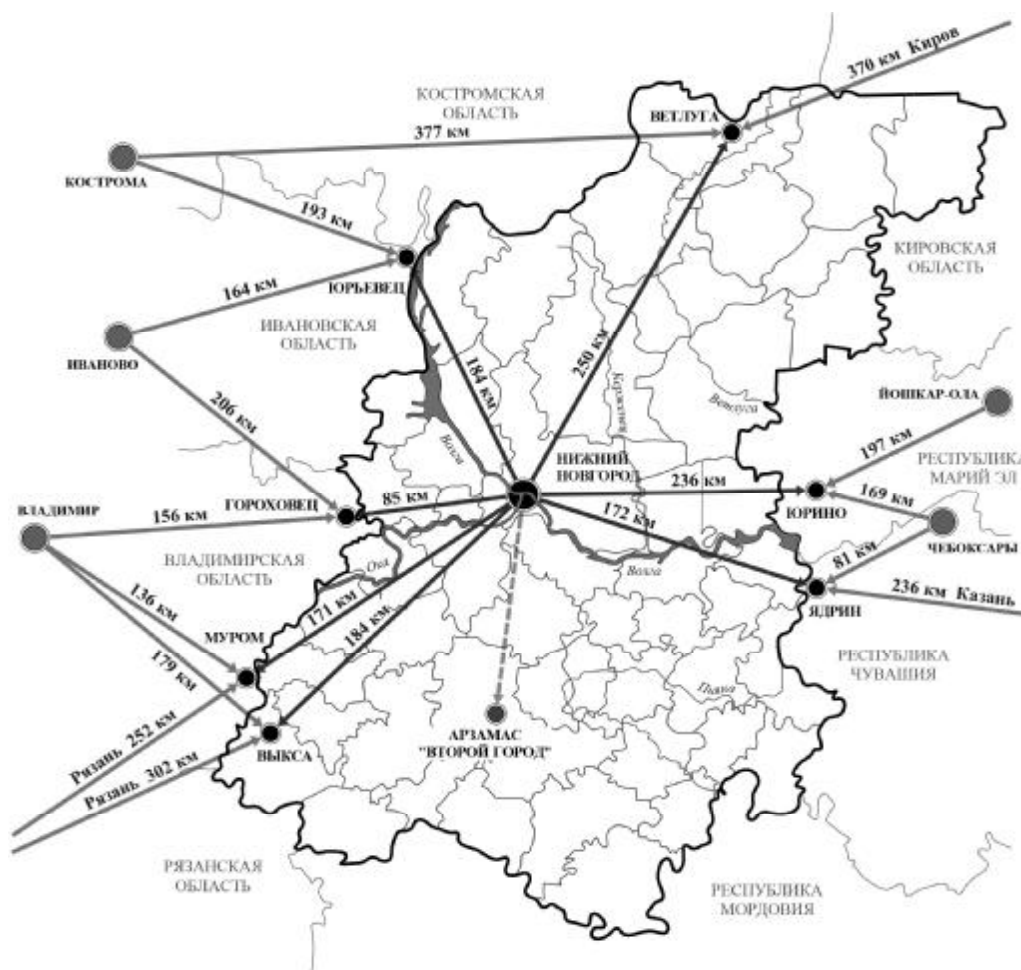 370 км Киров
КОСТРОМСКАЯ
ОБЛАСТЬ
ВЕТЛУГА
377 км
КОСТРОМА
193 км
КИРОВСКАЯ
ОБЛАСТЬ
ЮРЬЕВЕЦ
164 км
ИВАНОВСКАЯ
ОБЛАСТЬ
ИВАНОВО
184 км
250 км
Керженец
Ветлуга
ЙОШКАР-ОЛА
206 км
Волга
197 км
НИЖНИЙ
НОВГОРОД
РЕСПУБЛИКА
МАРИЙ ЭЛ
236 км
85 км
ГОРОХОВЕЦ
169 км
ЮРИНО
ВЛАДИМИР
156 км
172 км
ЧЕБОКСАРЫ
ВЛАДИМИРСКАЯ
ОБЛАСТЬ
Ока
Волга
81 км
236 км Казань
ЯДРИН
136 км
171 км
184 км
МУРОМ
179 км
РЕСПУБЛИКА
ЧУВАШИЯ
Пьяна
Рязань 252 км
ВЫКСА
АРЗАМАС
"ВТОРОЙ ГОРОД"
Рязань 302 км
РЯЗАНСКАЯ
ОБЛАСТЬ
РЕСПУБЛИКА
МОРДОВИЯ